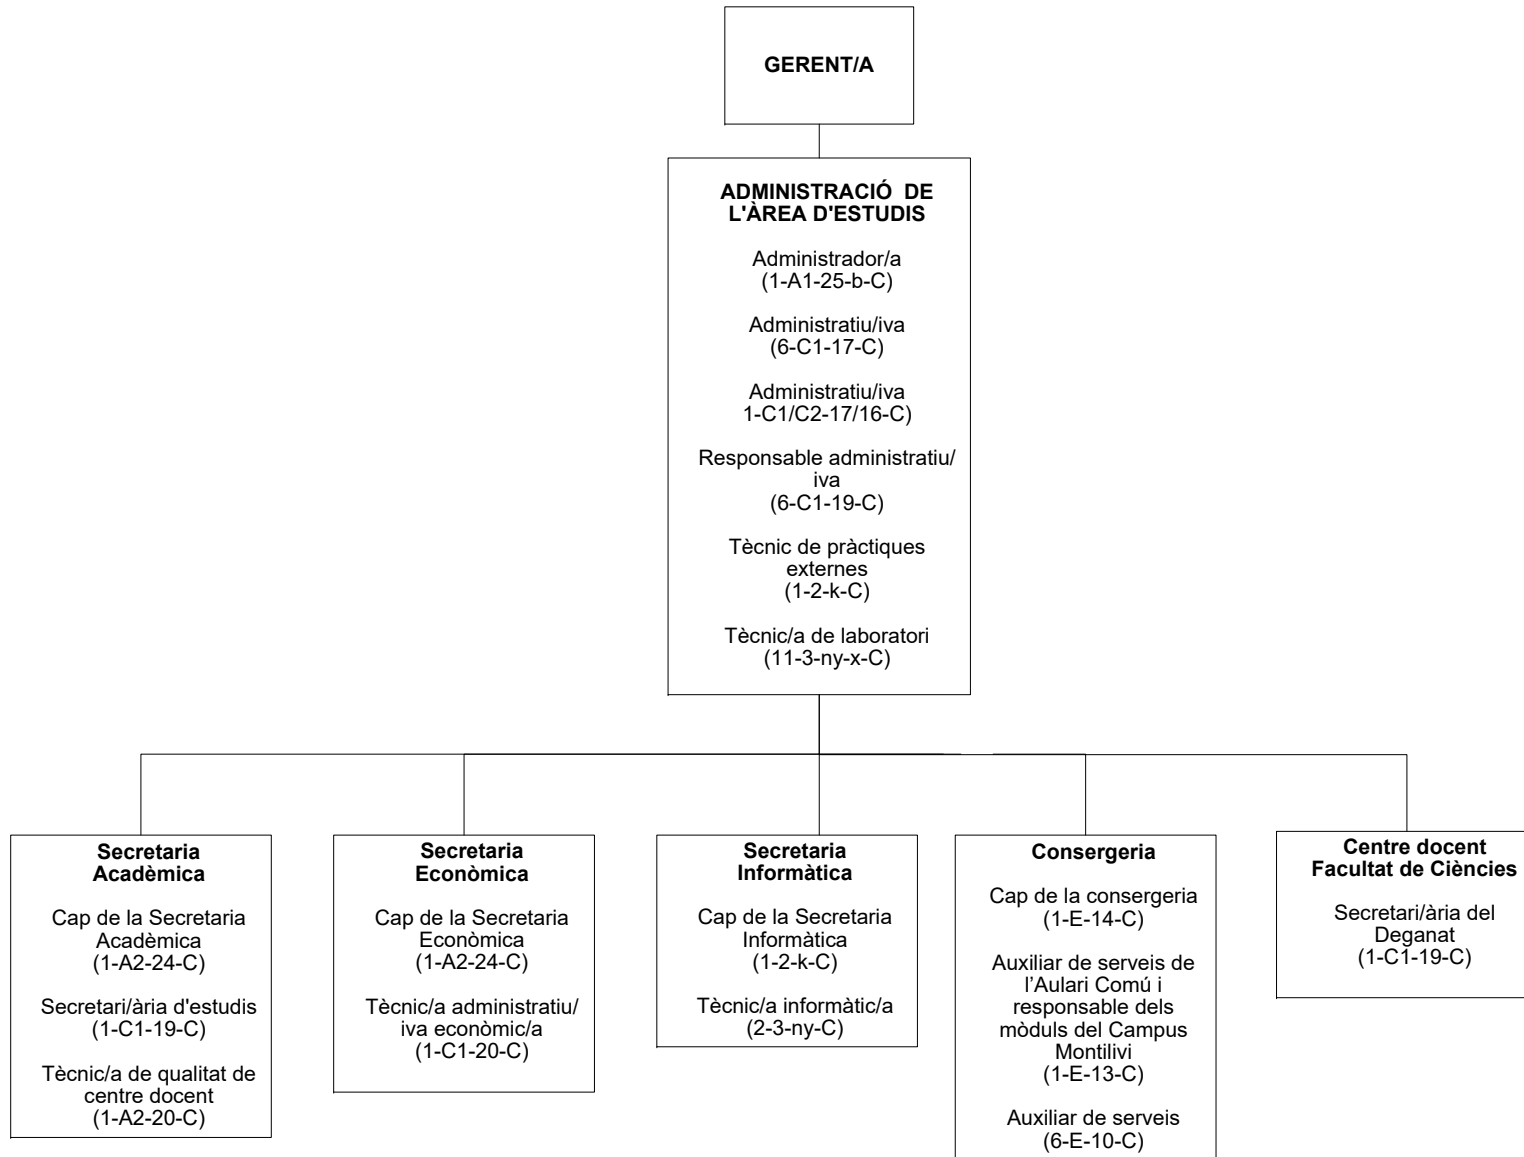 GERENT/A
ADMINISTRACIÓ DE
L'ÀREA D'ESTUDIS
Administrador/a
(1-A1-25-b-C)
Administratiu/iva
(6-C1-17-C)
Administratiu/iva
1-C1/C2-17/16-C)
Responsable administratiu/
iva
(6-C1-19-C)
Tècnic de pràctiques
externes
(1-2-k-C)
Tècnic/a de laboratori
(11-3-ny-x-C)
Secretaria
Acadèmica
Cap de la Secretaria
Acadèmica
(1-A2-24-C)
Secretari/ària d'estudis
(1-C1-19-C)
Tècnic/a de qualitat de
centre docent
(1-A2-20-C)
Secretaria
Econòmica
Cap de la Secretaria
Econòmica
(1-A2-24-C)
Tècnic/a administratiu/
iva econòmic/a
(1-C1-20-C)
Secretaria
Informàtica
Cap de la Secretaria
Informàtica
(1-2-k-C)
Tècnic/a informàtic/a
(2-3-ny-C)
Consergeria
Cap de la consergeria
(1-E-14-C)
Auxiliar de serveis de
l’Aulari Comú i
responsable dels
mòduls del Campus
Montilivi
(1-E-13-C)
Auxiliar de serveis
(6-E-10-C)
Centre docent
Facultat de Ciències
Secretari/ària del
Deganat
(1-C1-19-C)